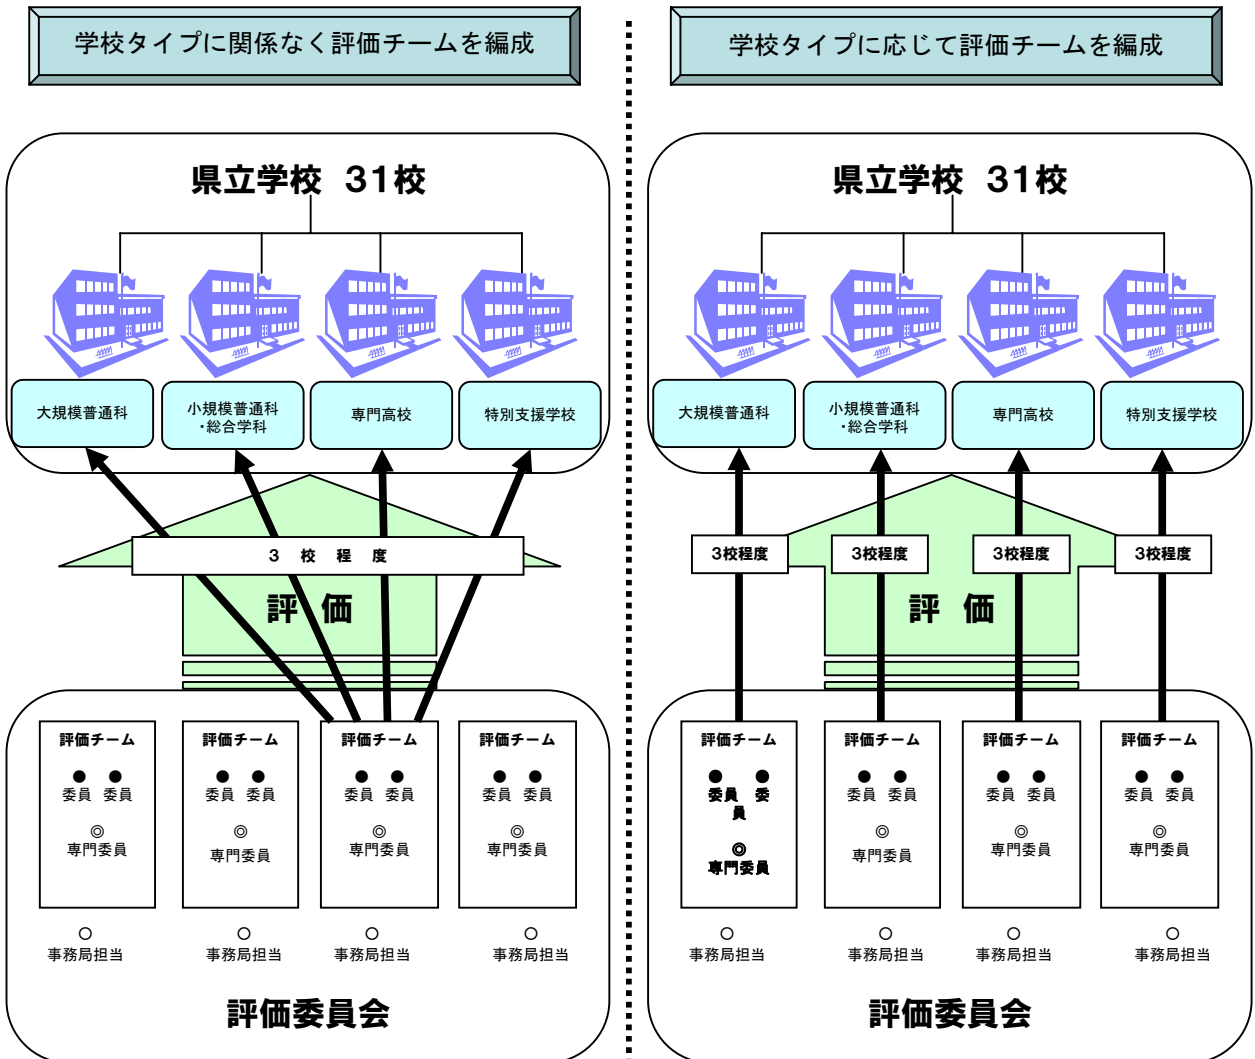 学校タイプに関係なく評価チームを編成
県立学校 31校
大規模普通科
小規模普通科
・総合学科
専門高校
特別支援学校
3 校 程 度
評 価
評価チーム
● ●
委員 委員
◎
専門委員
評価チーム
● ●
委員 委員
◎
専門委員
評価チーム
● ●
委員 委員
◎
専門委員
評価チーム
● ●
委員 委員
◎
専門委員
○
事務局担当
○
事務局担当
○
事務局担当
○
事務局担当
評価委員会
学校タイプに応じて評価チームを編成
県立学校 31校
大規模普通科
小規模普通科
・総合学科
専門高校
特別支援学校
3校程度
3校程度
3校程度
3校程度
評 価
評価チーム
● ●
委員 委
員
◎
専門委員
評価チーム
● ●
委員 委員
◎
専門委員
評価チーム
● ●
委員 委員
◎
専門委員
評価チーム
● ●
委員 委員
◎
専門委員
○
事務局担当
○
事務局担当
○
事務局担当
○
事務局担当
評価委員会